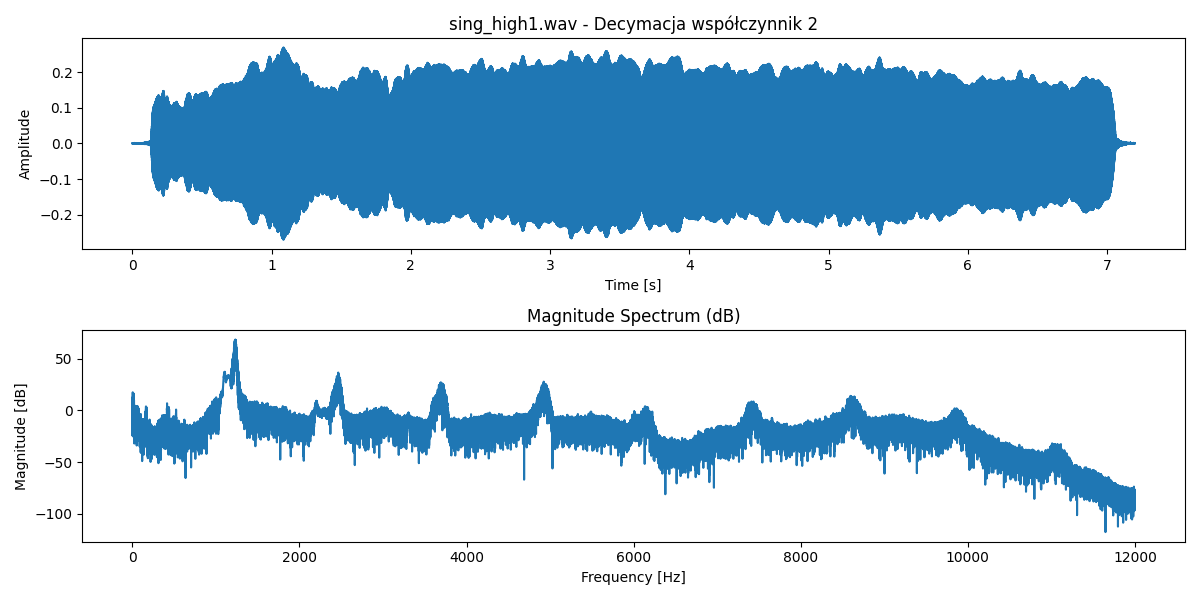 sing_high1.wav - Decymacja współczynnik 2
Amplitude
0.2
0.1
0.0
−0.1
−0.2
0 1 2 3 4 5 6 7
Time [s]
Magnitude Spectrum (dB)
Magnitude [dB]
50
0
−50
−100
0 2000 4000 6000 8000 10000 12000
Frequency [Hz]